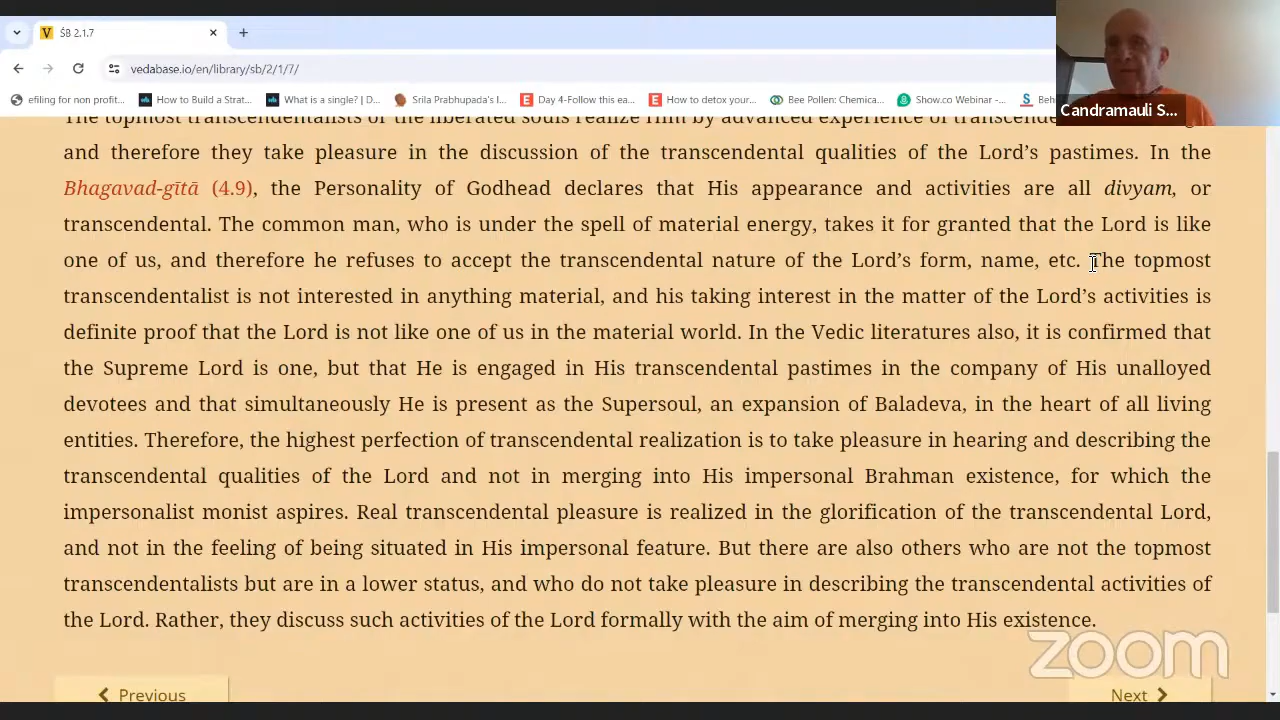 ŚB 2.1.7
vedabase.io/en/library/sb/2/1/7/
efiling for non profit... How to Build a Strat... What is a single: D... Srila Prabhupada's l... Day 4-Follow this ea... How to detox your... Bee Pollen: Chemica... Show.co Webinar -... Beh
Candramauli S...
The topmost transcendentalists or the liberated souls realize Him by advanced experience of
and therefore they take pleasure in the discussion of the transcendental qualities of the Lord’s pastimes. In the
Bhagavad-gītā (4.9), the Personality of Godhead declares that His appearance and activities are all divyam, or
transcendental. The common man, who is under the spell of material energy, takes it for granted that the Lord is like
one of us, and therefore he refuses to accept the transcendental nature of the Lord’s form, name, etc. The topmost
transcendentalist is not interested in anything material, and his taking interest in the matter of the Lord’s activities is
definite proof that the Lord is not like one of us in the material world. In the Vedic literatures also, it is confirmed that
the Supreme Lord is one, but that He is engaged in His transcendental pastimes in the company of His unalloyed
devotees and that simultaneously He is present as the Supersoul, an expansion of Baladeva, in the heart of all living
entities. Therefore, the highest perfection of transcendental realization is to take pleasure in hearing and describing the
transcendental qualities of the Lord and not in merging into His impersonal Brahman existence, for which the
impersonalist monist aspires. Real transcendental pleasure is realized in the glorification of the transcendental Lord,
and not in the feeling of being situated in His impersonal feature. But there are also others who are not the topmost
transcendentalists but are in a lower status, and who do not take pleasure in describing the transcendental activities of
the Lord. Rather, they discuss such activities of the Lord formally with the aim of merging into His existence.
zoom
Previous
Next